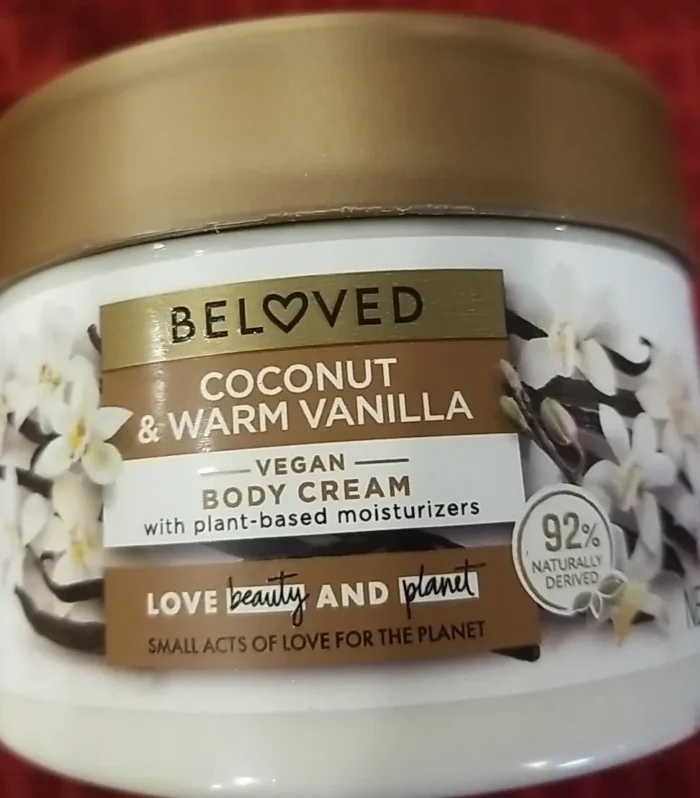 BELOVED
COCONUT
& WARM VANILLA
VEGAN
BODY CREAM
with plant-based moisturizers
92%
NATURALLY
DERIVED
LOVE beauty AND planet
SMALL ACTS OF LOVE FOR THE PLANET